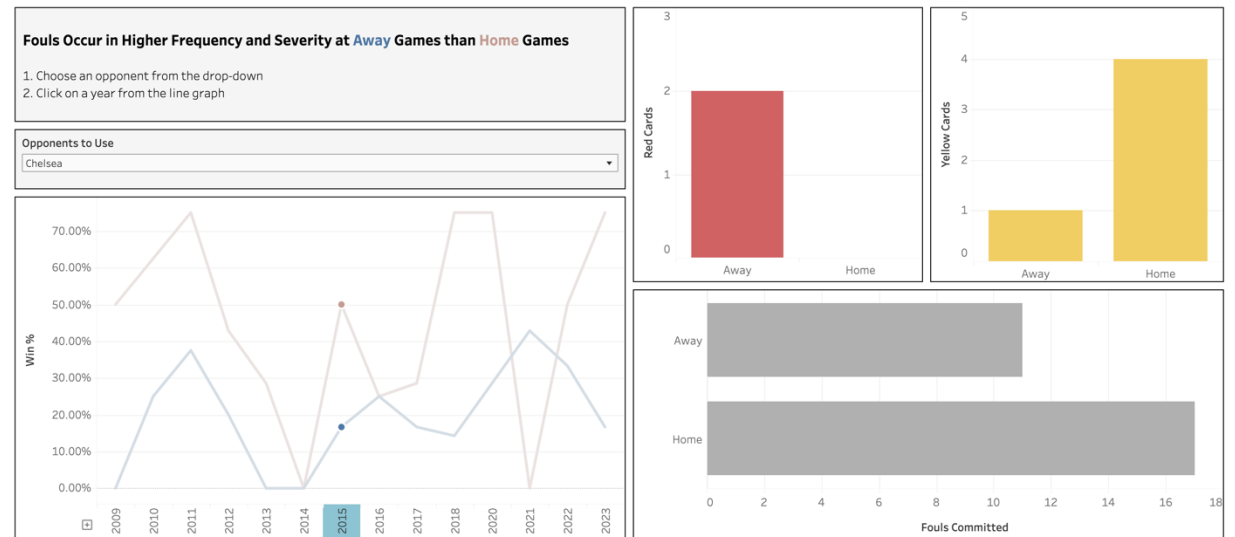 Fouls Occur in Higher Frequency and Severity at Away Games than Home Games
1. Choose an opponent from the drop-down
2. Click on a year from the line graph
Opponents to Use
Chelsea
Win %
70.00%
60.00%
50.00%
40.00%
30.00%
20.00%
10.00%
0.00%
2009
2010
2011
2012
2013
2014
2015
2016
2017
2018
2020
2021
2022
2023
Red Cards
3
2
1
0
Away
Home
Yellow Cards
5
4
3
2
1
0
Away
Home
Away
Home
0
2
4
6
8
10
12
14
16
18
Fouls Committed